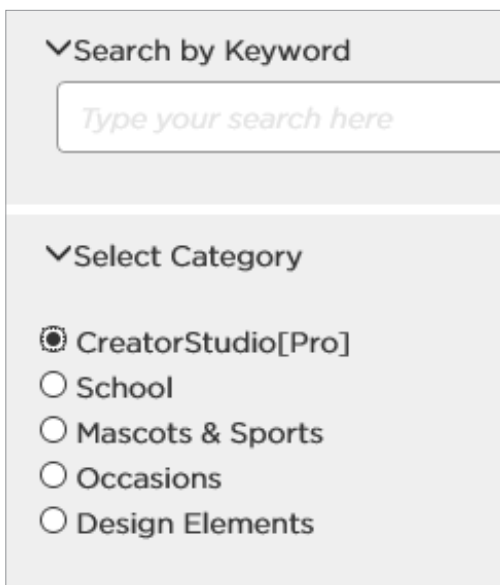 Search by Keyword
Type your search here
Select Category
CreatorStudio[Pro]
School
Mascots & Sports
Occasions
Design Elements